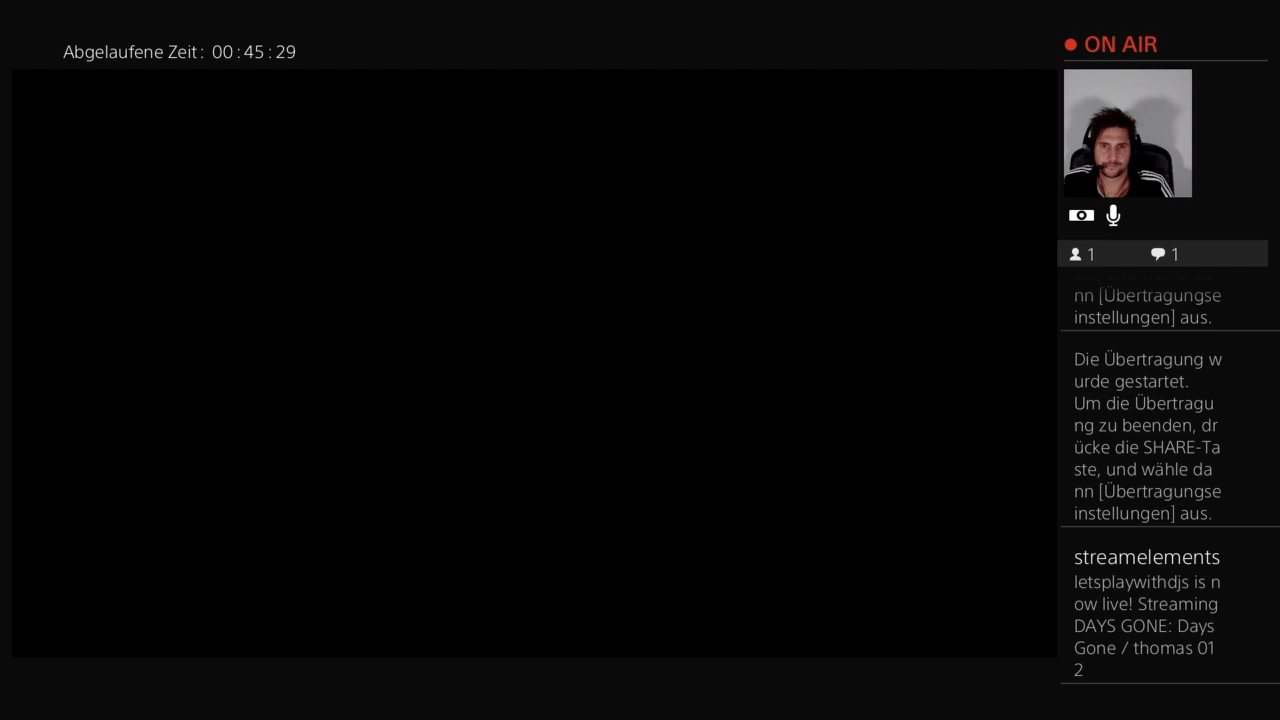 Abgelaufene Zeit: 00:45:29
ON AIR
1 1
nn [Übertragungse
instellungen] aus.
Die Übertragung w
urde gestartet.
Um die Übertragu
ng zu beenden, dr
ücke die SHARE-Ta
ste, und wähle da
nn [Übertragungse
instellungen] aus.
streamelements
letsplaywithdjs is n
ow live! Streaming
DAYS GONE: Days
Gone / thomas 01
2